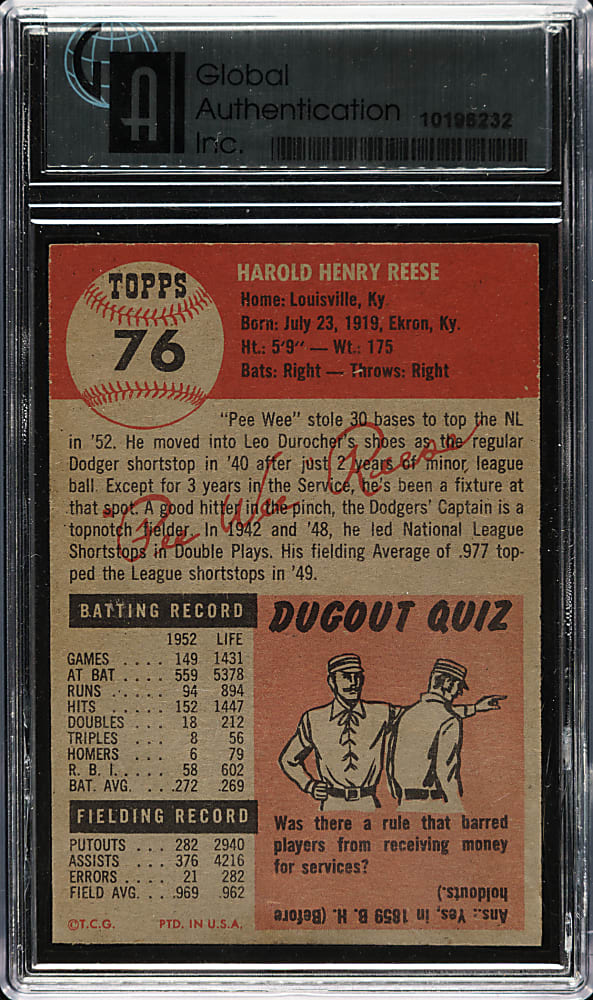 Global
Authentication
Inc.
10196232
A
TOPPS
76
HAROLD HENRY REESE
Home: Louisville, Ky.
Born: July 23, 1919, Ekron, Ky.
Ht.: 5'9" — Wt.: 175
Bats: Right — Throws: Right
"Pee Wee" stole 30 bases to top the NL
in '52. He moved into Leo Durocher's shoes as the regular
Dodger shortstop in '40 after just 2 years of minor league
ball. Except for 3 years in the Service, he's been a fixture at
that spot. A good hitter in the pinch, the Dodgers' Captain is a
topnotch fielder. In 1942 and '48, he led National League
Shortstops in Double Plays. His fielding Average of .977 top-
ped the League shortstops in '49.
"Pee Wee" Reese
BATTING RECORD
1952 LIFE
GAMES .... 149 1431
AT BAT .... 559 5378
RUNS ..... 94 894
HITS ..... 152 1447
DOUBLES ... 18 212
TRIPLES ... 8 56
HOMERS ... 6 79
R. B. I. .... 58 602
BAT. AVG. ... .272 .269
FIELDING RECORD
PUTOUTS ... 282 2940
ASSISTS .... 376 4216
ERRORS .... 21 282
FIELD AVG. ... .969 .962
©T.C.G. PTD. IN U.S.A.
DUGOUT QUIZ
Was there a rule that barred
players from receiving money
for services?
Ans.: Yes, in 1859 B. H. (Before
holdouts.)